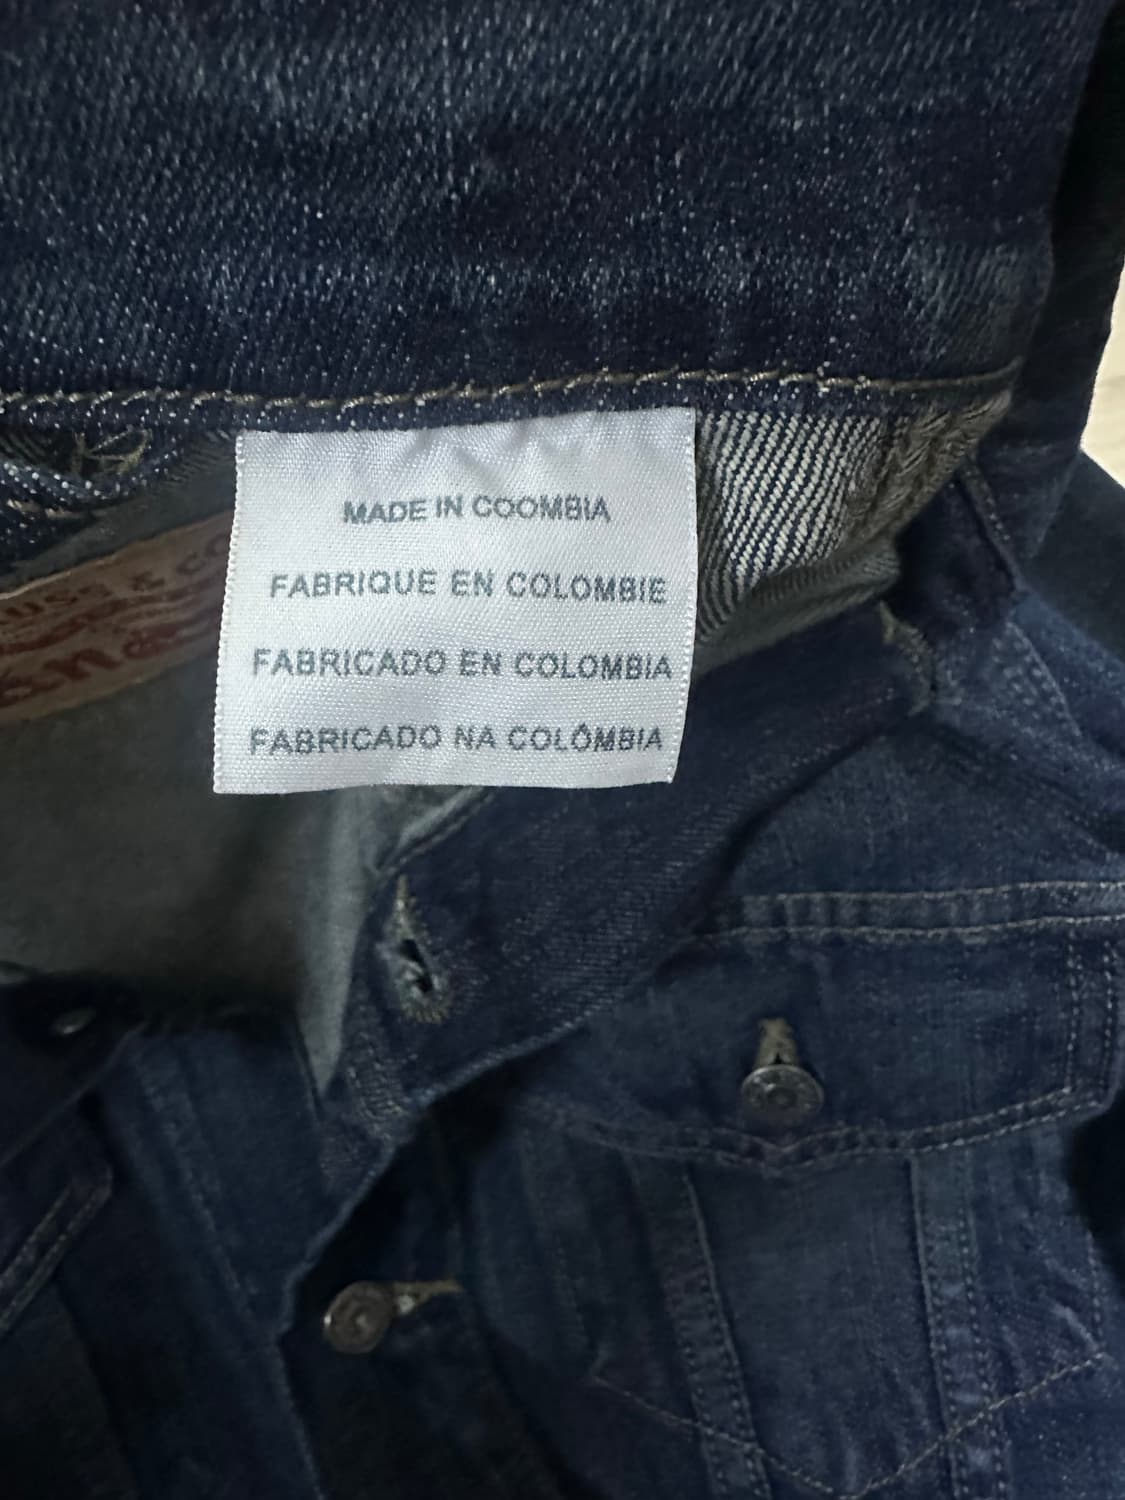 MADE IN COOMBIA
FABRIQUE EN COLOMBIE
FABRICADO EN COLOMBIA
FABRICADO NA COLÔMBIA